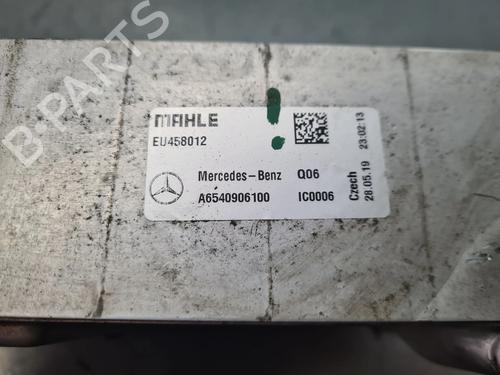 B PARTS
MAHLE
EU458012
Mercedes-Benz Q06
A6540906100 IC0006
Czech
28.05.19 23:02:13